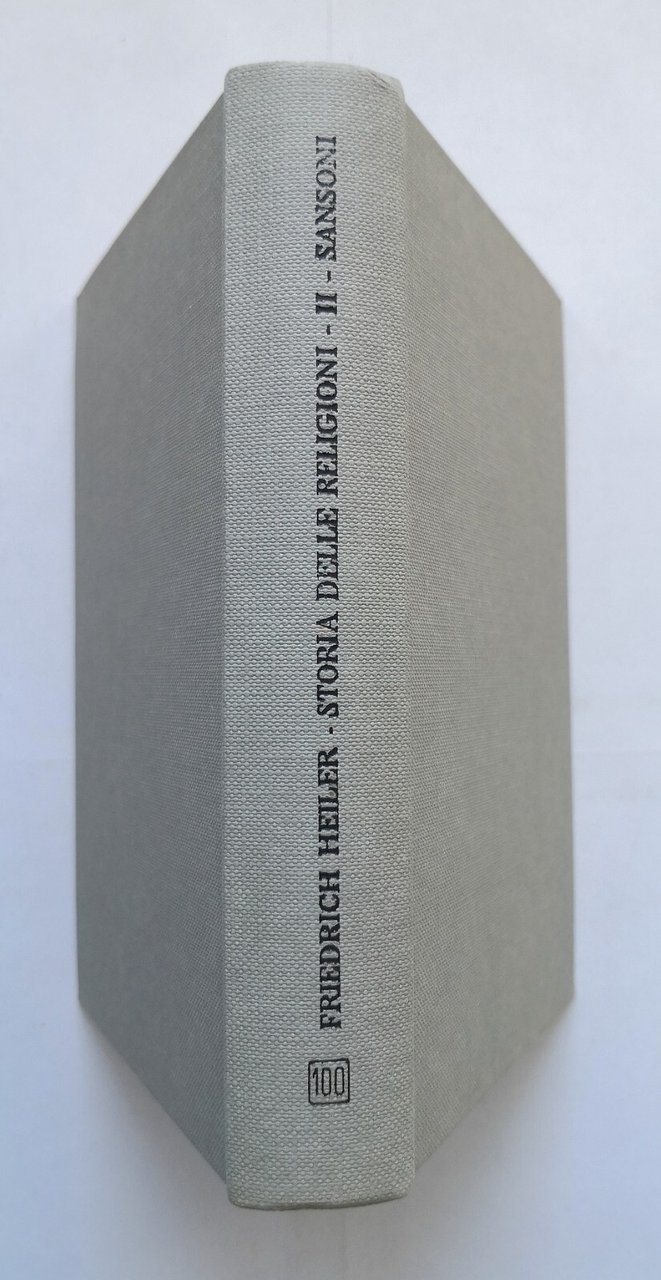 FRIEDRICH HEILER - STORIA DELLE RELIGIONI - II - SANSONI
100